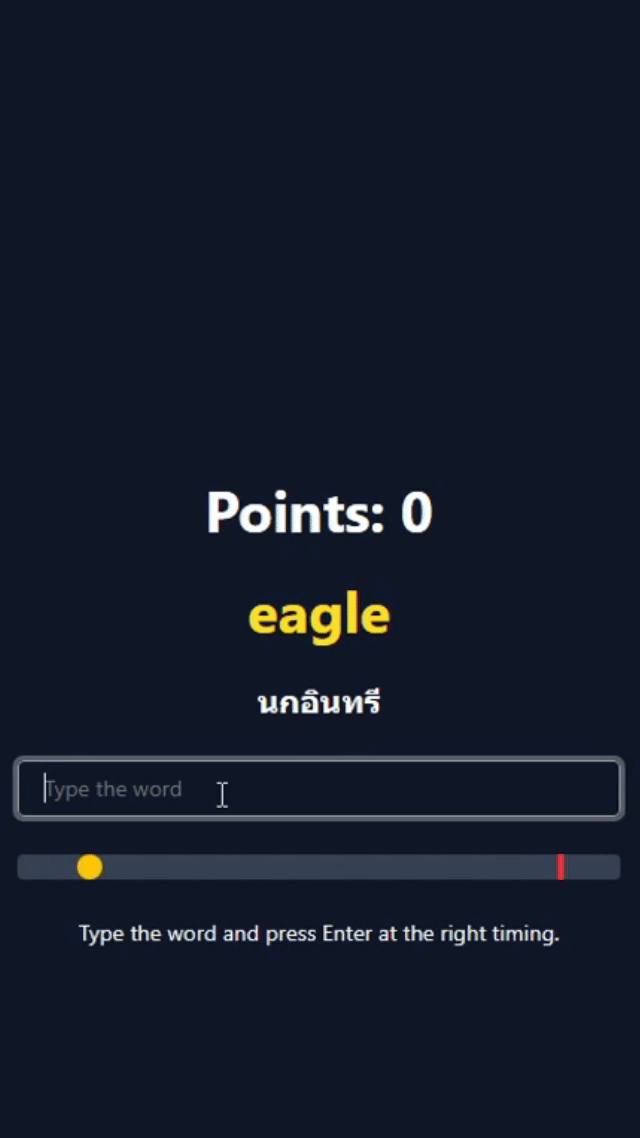 Points: 0
eagle
นกอินทรี
Type the word
Type the word and press Enter at the right timing.